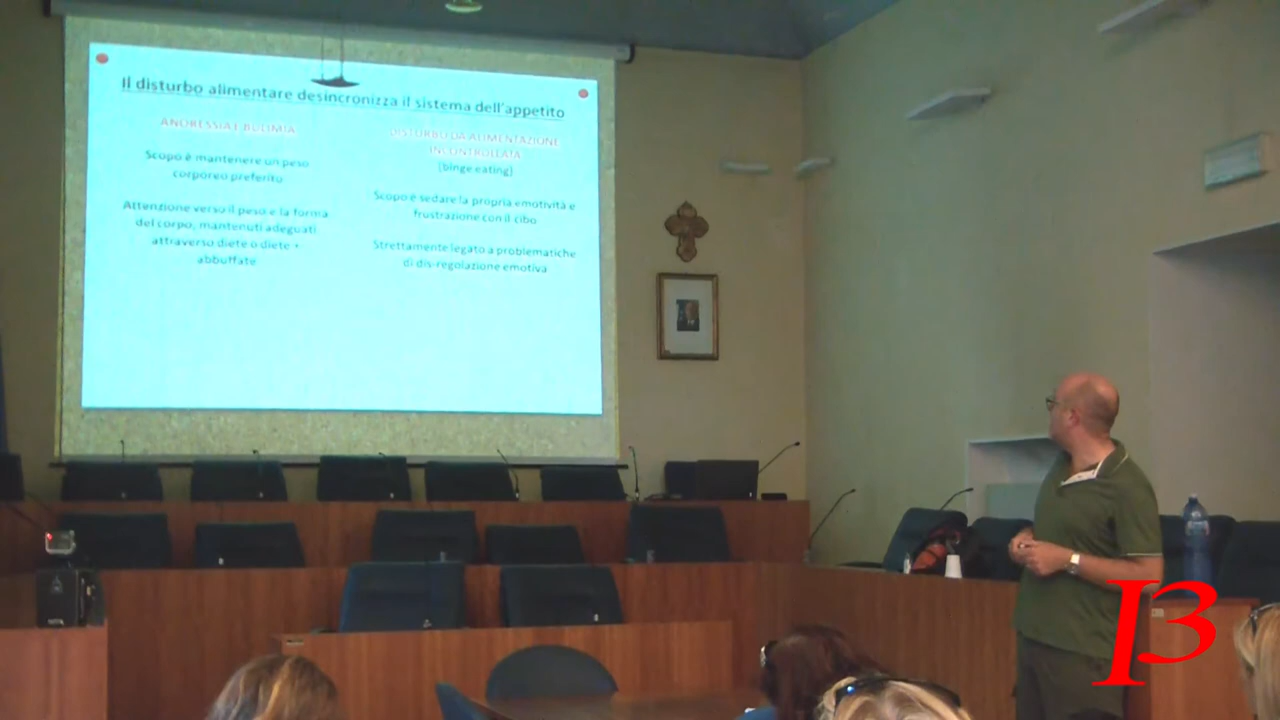 Il disturbo alimentare desincronizza il sistema dell'appetito
ANORESSIA E BULIMIA
Scopo è mantenere un peso
corporeo preferito
Attenzione verso il peso e la forma
del corpo, mantenuti adeguati
attraverso diete o diete +
abbuffate
DISTURBO DA ALIMENTAZIONE
INCONTROLLATA
(binge eating)
Scopo è sedare la propria emotività e
frustrazione con il cibo
Strettamente legato a problematiche
di dis-regolazione emotiva